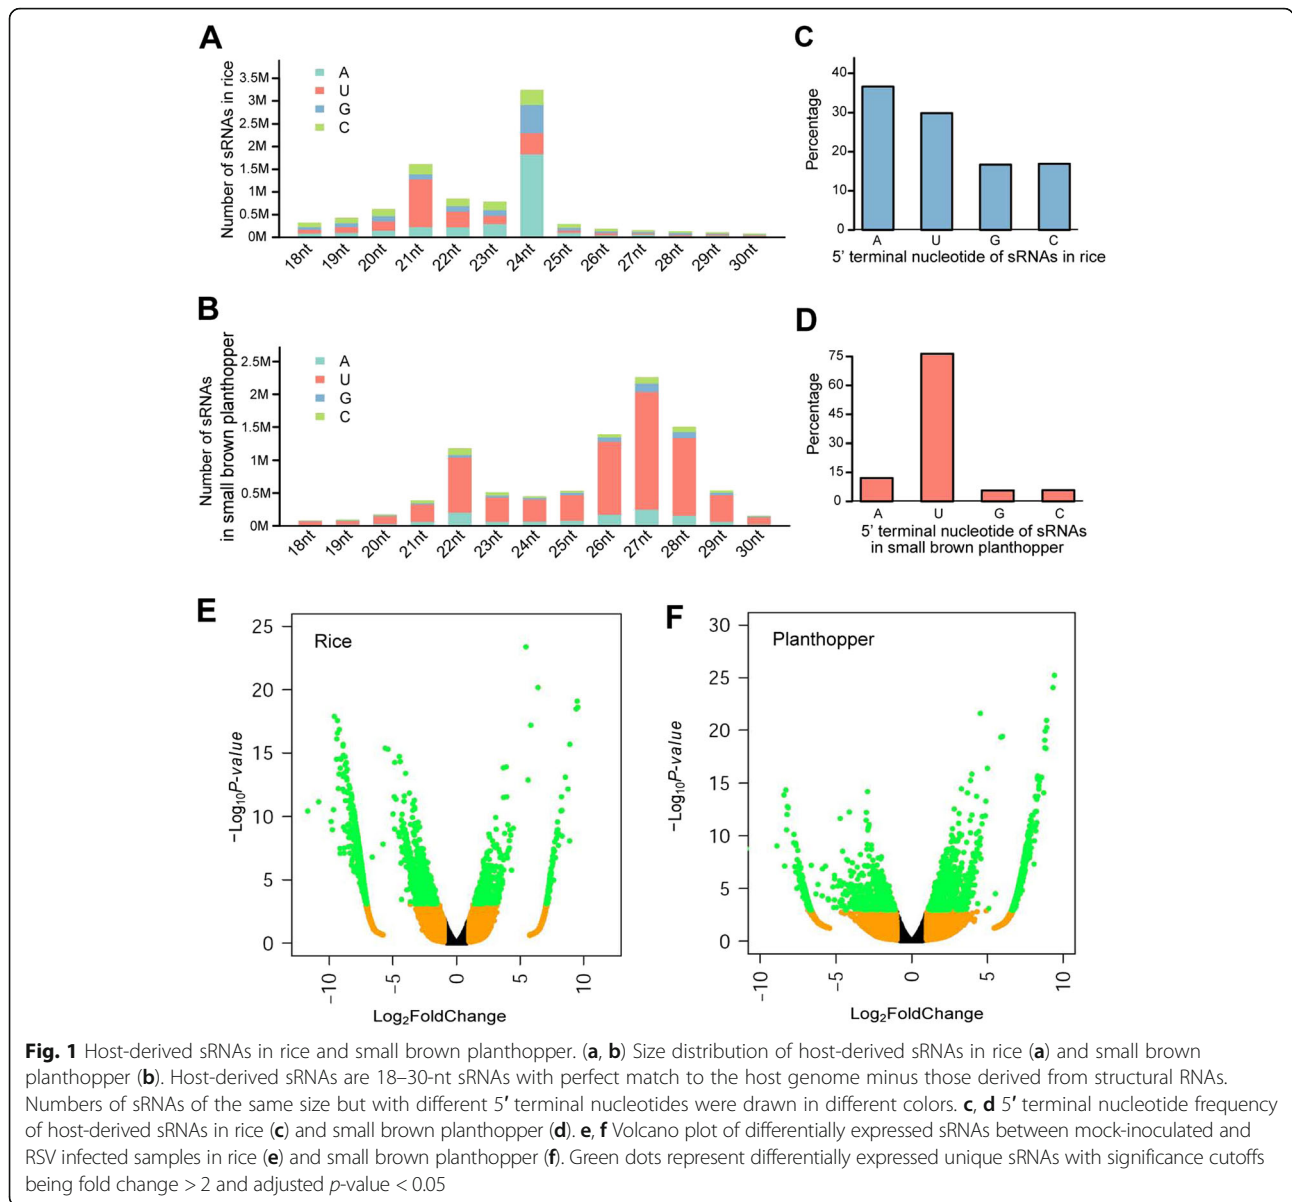 A
Number of sRNAs in rice
3.5M
3M
2.5M
2M
1.5M
1M
0.5M
0M
A
U
G
C
18nt 19nt 20nt 21nt 22nt 23nt 24nt 25nt 26nt 27nt 28nt 29nt 30nt
C
Percentage
40
30
20
10
0
A U G C
5' terminal nucleotide of sRNAs in rice
B
Number of sRNAs
in small brown planthopper
2.5M
2M
1.5M
1M
0.5M
0M
A
U
G
C
18nt 19nt 20nt 21nt 22nt 23nt 24nt 25nt 26nt 27nt 28nt 29nt 30nt
D
Percentage
75
60
45
30
15
0
A U G C
5' terminal nucleotide of sRNAs
in small brown planthopper
E
Rice
−Log10P-value
25
20
15
10
5
0
−10 −5 0 5 10
Log2FoldChange
F
Planthopper
−Log10P-value
30
25
20
15
10
5
0
−10 −5 0 5 10
Log2FoldChange
Fig. 1 Host-derived sRNAs in rice and small brown planthopper. (a, b) Size distribution of host-derived sRNAs in rice (a) and small brown
planthopper (b). Host-derived sRNAs are 18–30-nt sRNAs with perfect match to the host genome minus those derived from structural RNAs.
Numbers of sRNAs of the same size but with different 5′ terminal nucleotides were drawn in different colors. c, d 5′ terminal nucleotide frequency
of host-derived sRNAs in rice (c) and small brown planthopper (d). e, f Volcano plot of differentially expressed sRNAs between mock-inoculated and
RSV infected samples in rice (e) and small brown planthopper (f). Green dots represent differentially expressed unique sRNAs with significance cutoffs
being fold change > 2 and adjusted p-value < 0.05